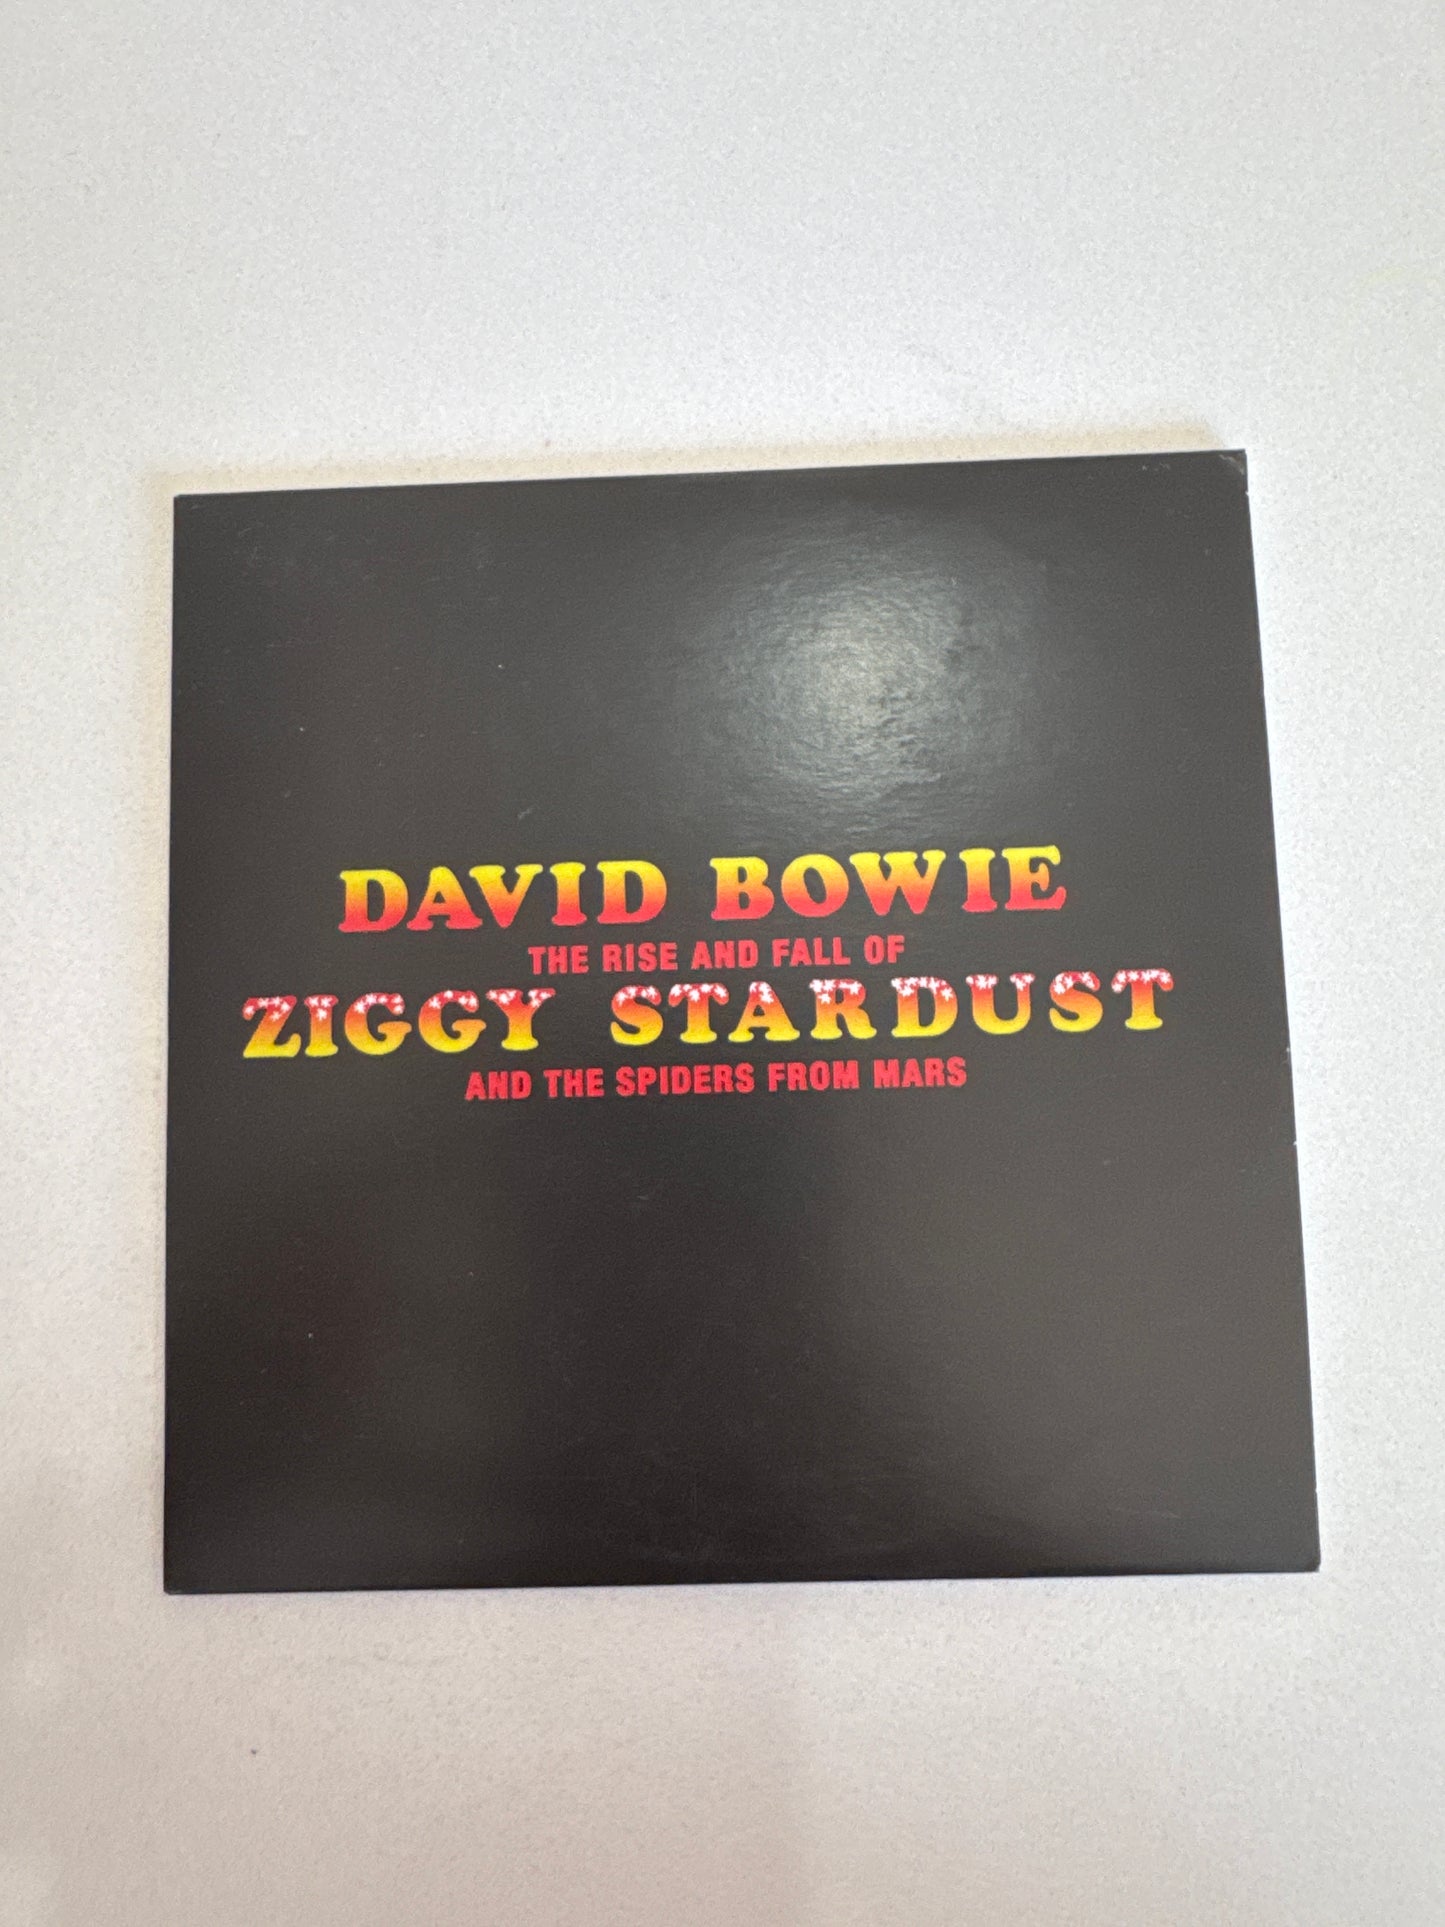 DAVID BOWIE
THE RISE AND FALL OF
ZIGGY STARDUST
AND THE SPIDERS FROM MARS